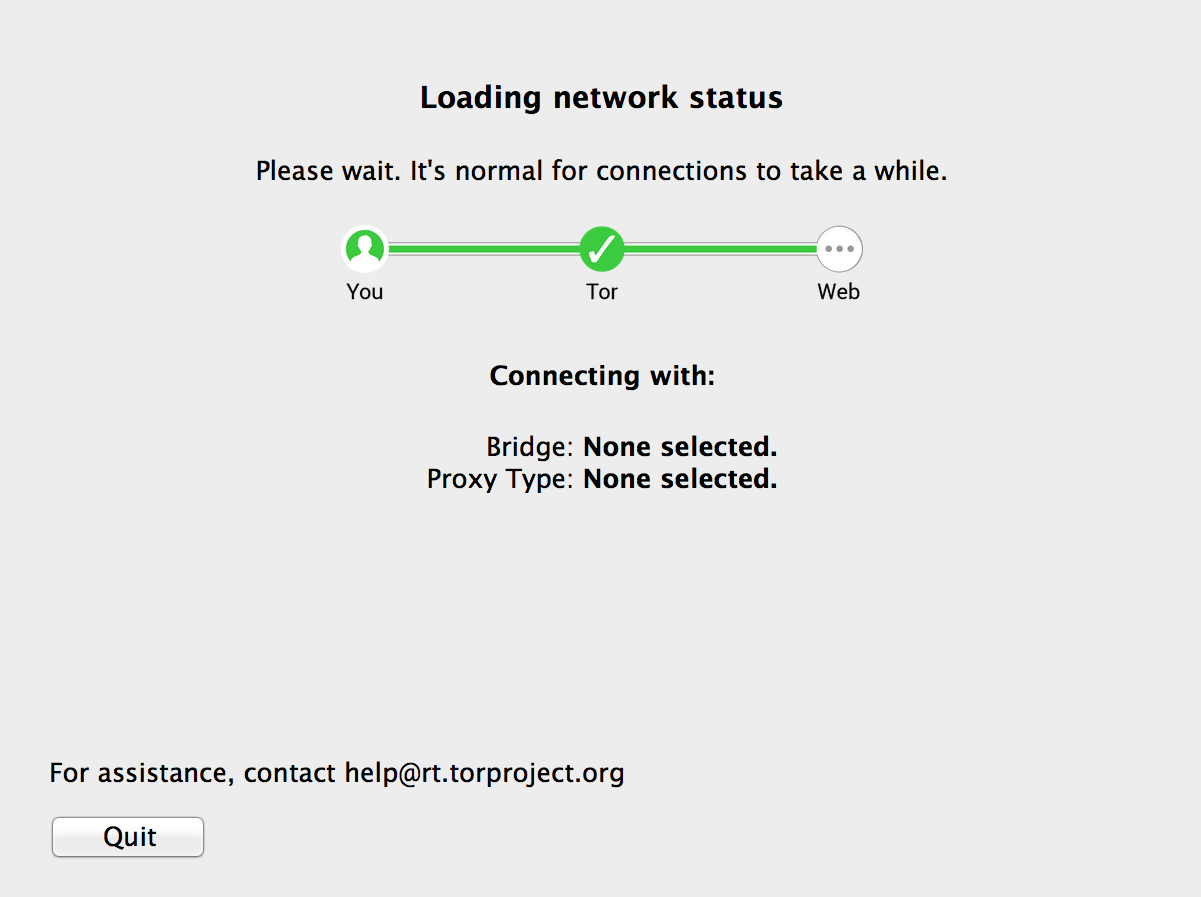 Loading network status
Please wait. It's normal for connections to take a while.
You Tor Web
Connecting with:
Bridge: None selected.
Proxy Type: None selected.
For assistance, contact help@rt.torproject.org
Quit